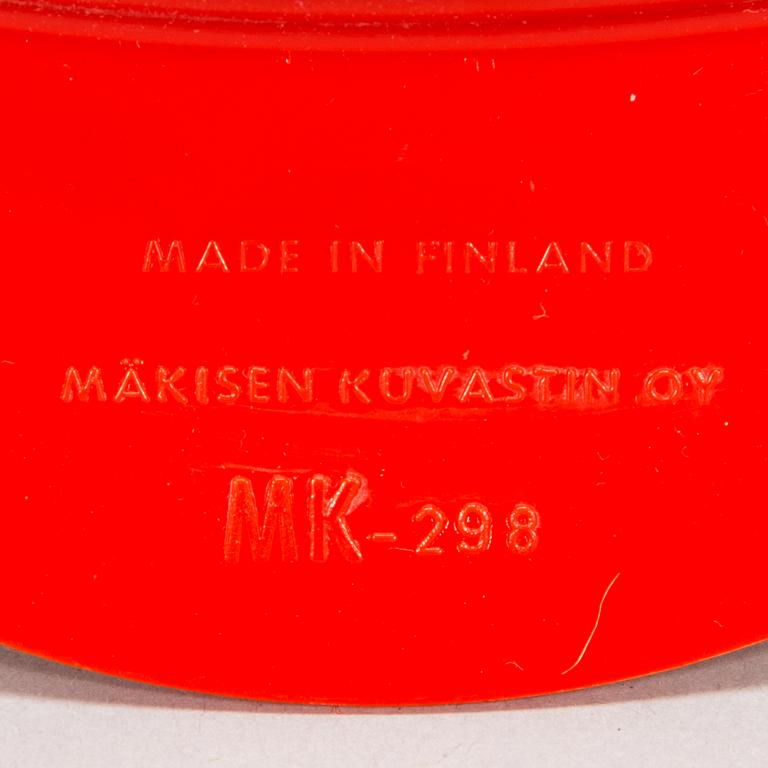 MADE IN FINLAND
MÄKISEN KUVASTIN OY
MK-298